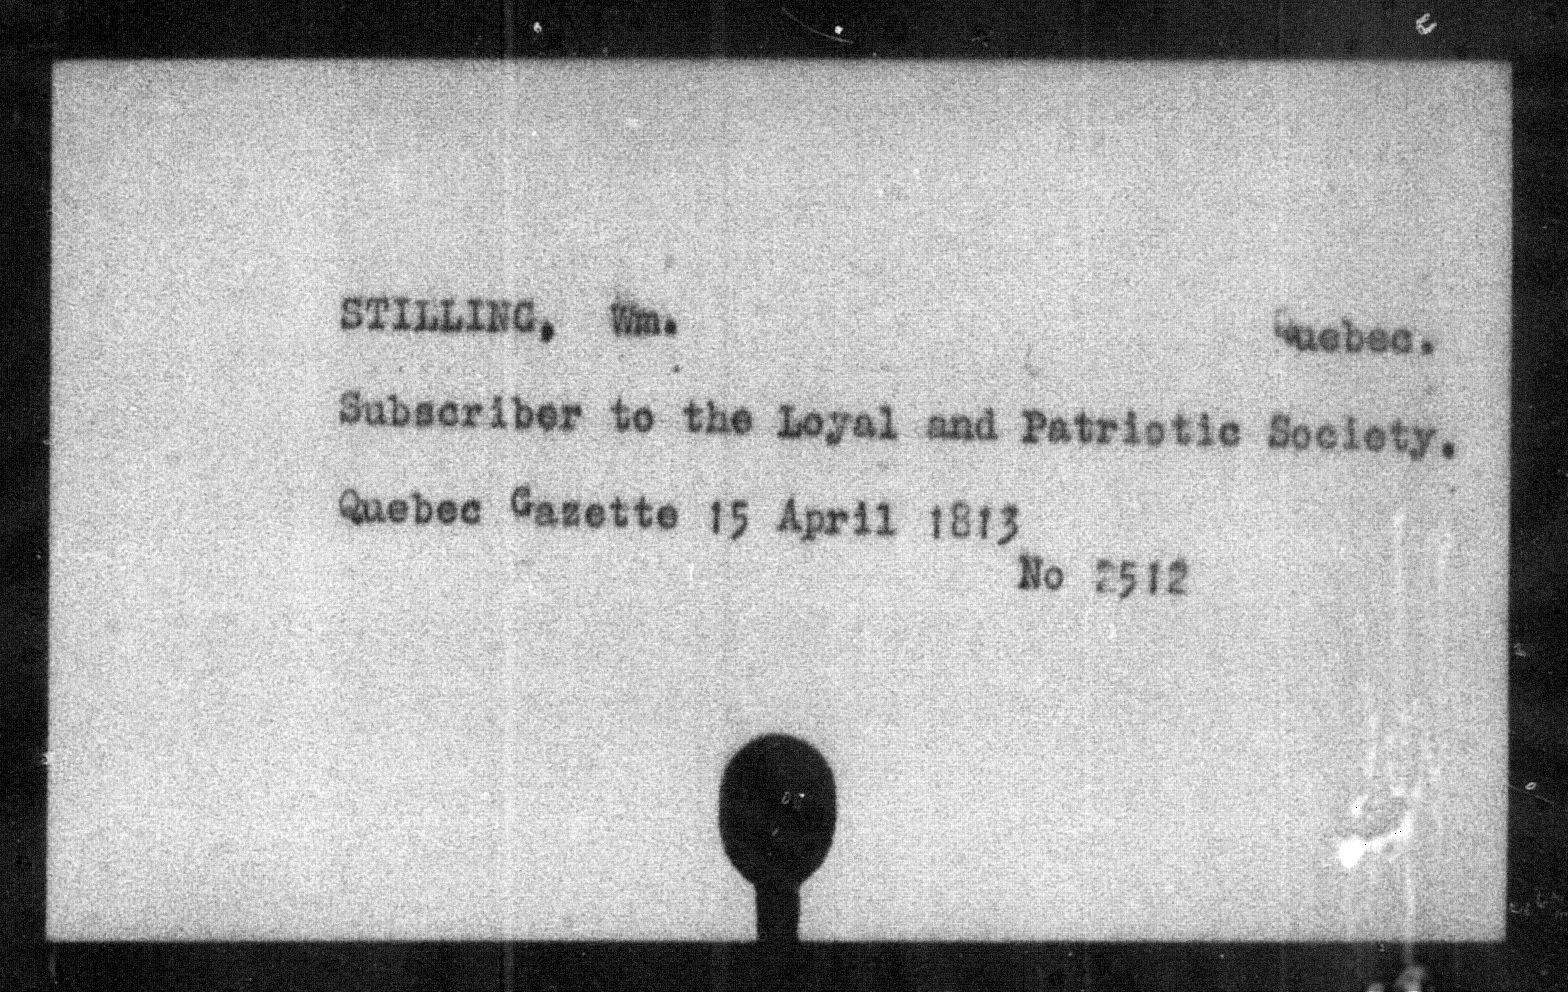 STILLING, Wm. Quebec.
Subscriber to the Loyal and Patriotic Society.
Quebec Gazette 15 April 1813
No 2512